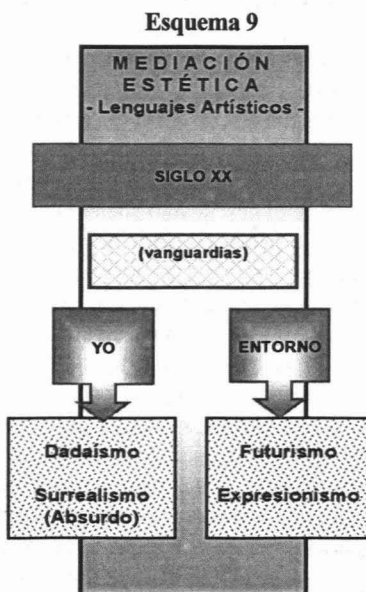 Esquema 9
MEDIACIÓN
ESTÉTICA
- Lenguajes Artísticos -
SIGLO XX
(vanguardias)
YO
ENTORNO
Dadaísmo
Surrealismo
(Absurdo)
Futurismo
Expresionismo